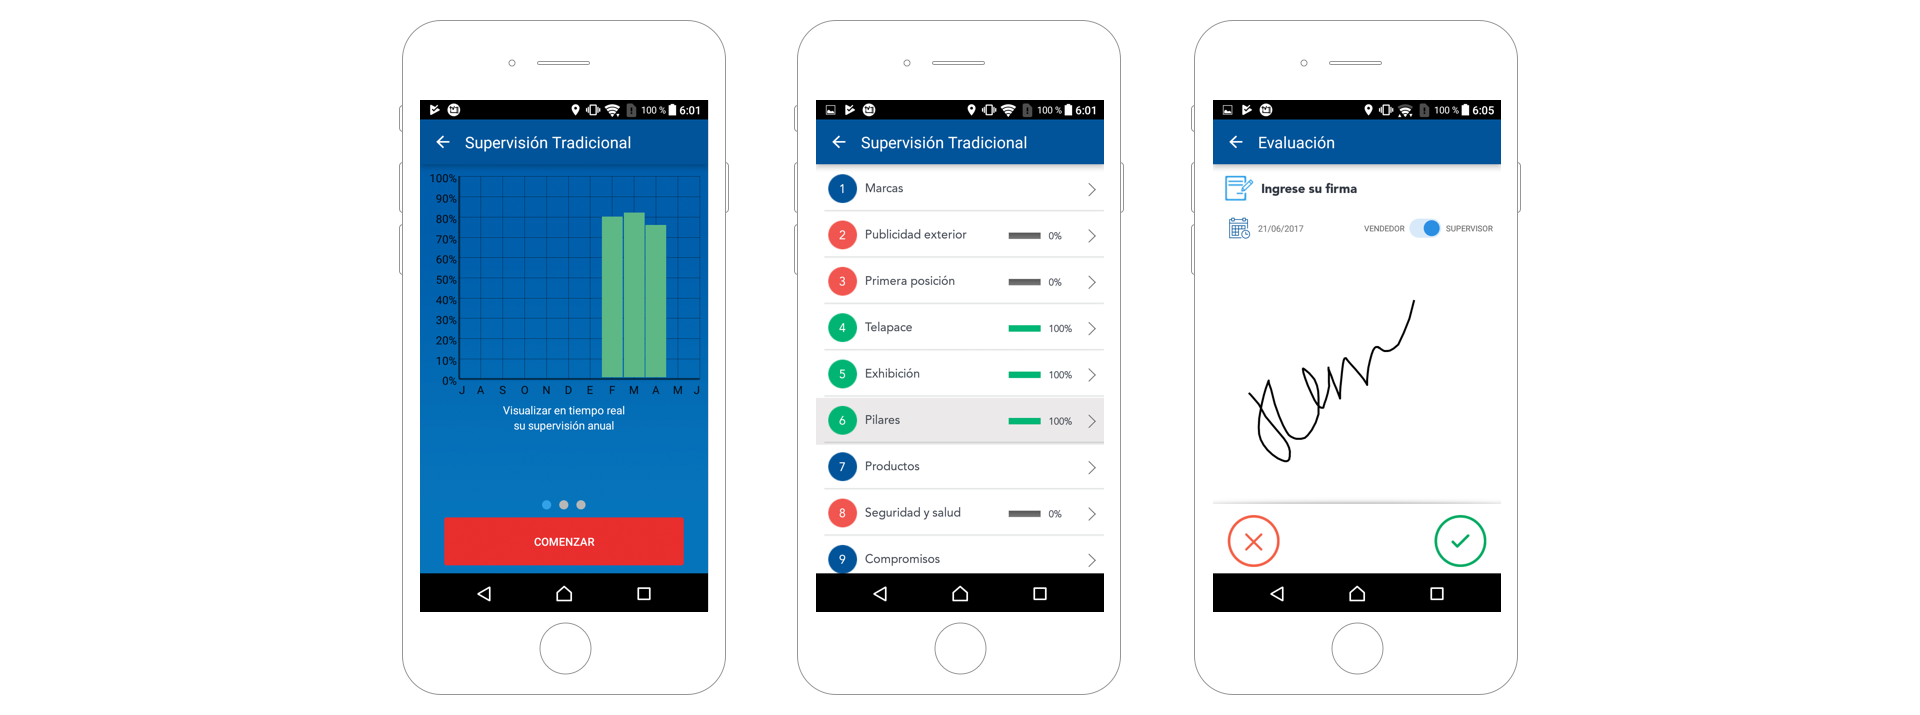 100 % 6:01
Supervisión Tradicional
100%
90%
80%
70%
60%
50%
40%
30%
20%
10%
0%
J A S O N D E F M A M J
Visualizar en tiempo real
su supervisión anual
COMENZAR
100 % 6:01
Supervisión Tradicional
1 Marcas
2 Publicidad exterior 0%
3 Primera posición 0%
4 Telapace 100%
5 Exhibición 100%
6 Pilares 100%
7 Productos
8 Seguridad y salud 0%
9 Compromisos
100 % 6:05
Evaluación
Ingrese su firma
21/06/2017 VENDEDOR SUPERVISOR